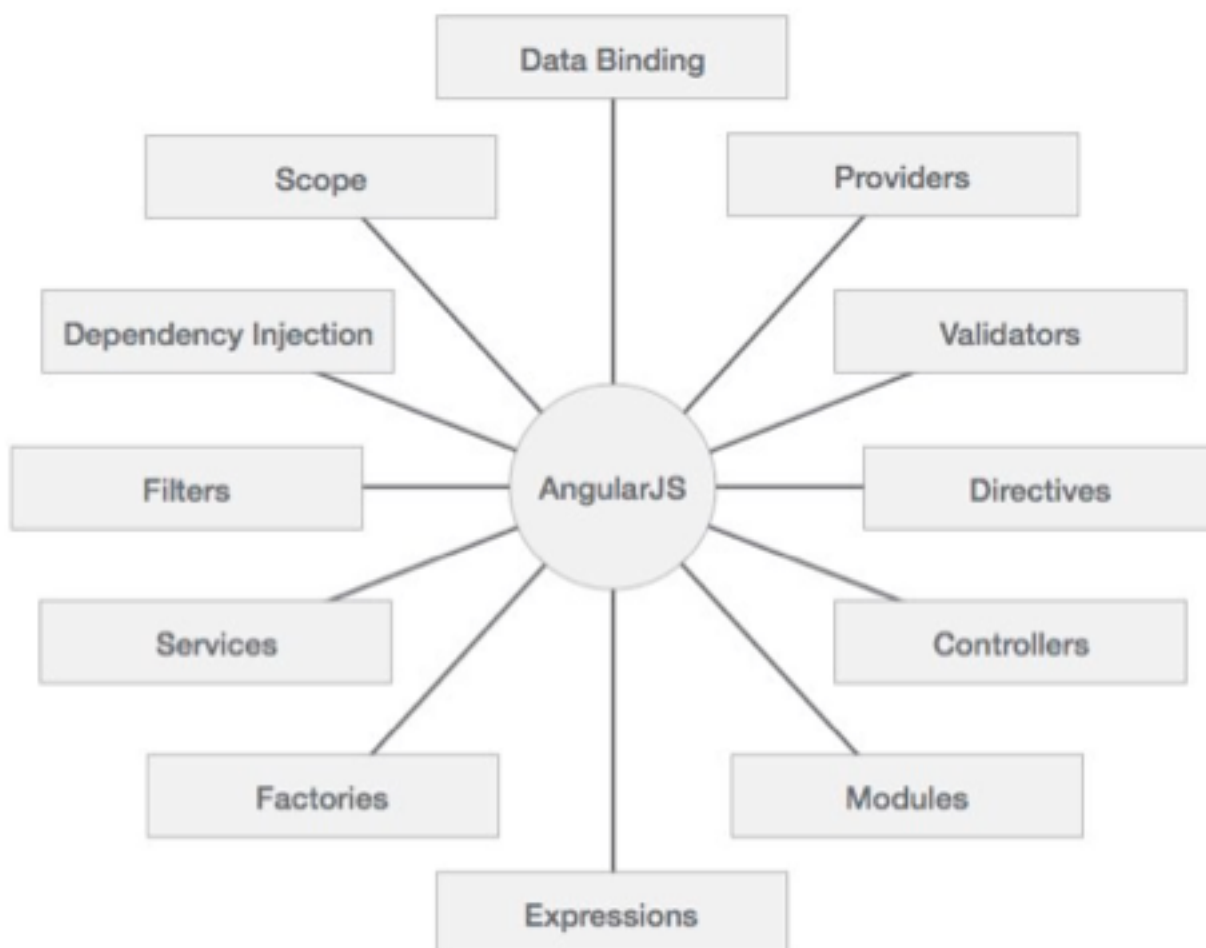 Data Binding
Scope
Providers
Dependency Injection
Validators
Filters
AngularJS
Directives
Services
Controllers
Factories
Modules
Expressions